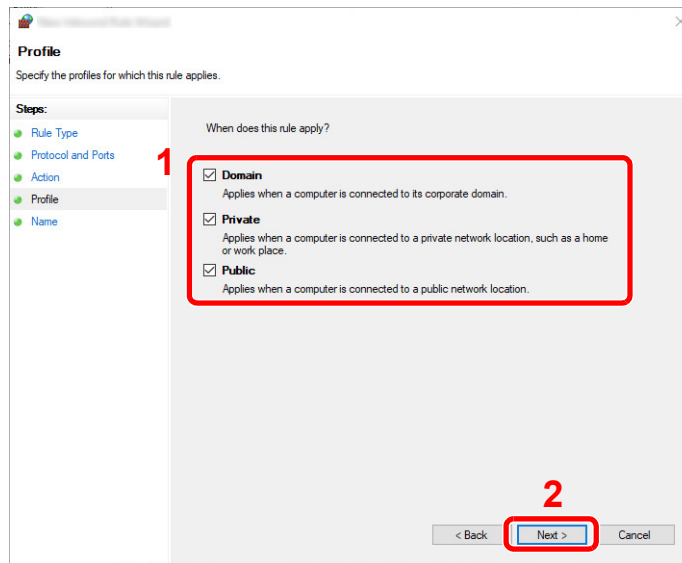 Profile
Specify the profiles for which this rule applies.
Steps:
Rule Type
Protocol and Ports
Action
Profile
Name
When does this rule apply?
1
Domain
Applies when a computer is connected to its corporate domain.
Private
Applies when a computer is connected to a private network location, such as a home
or work place.
Public
Applies when a computer is connected to a public network location.
2
< Back
Next >
Cancel